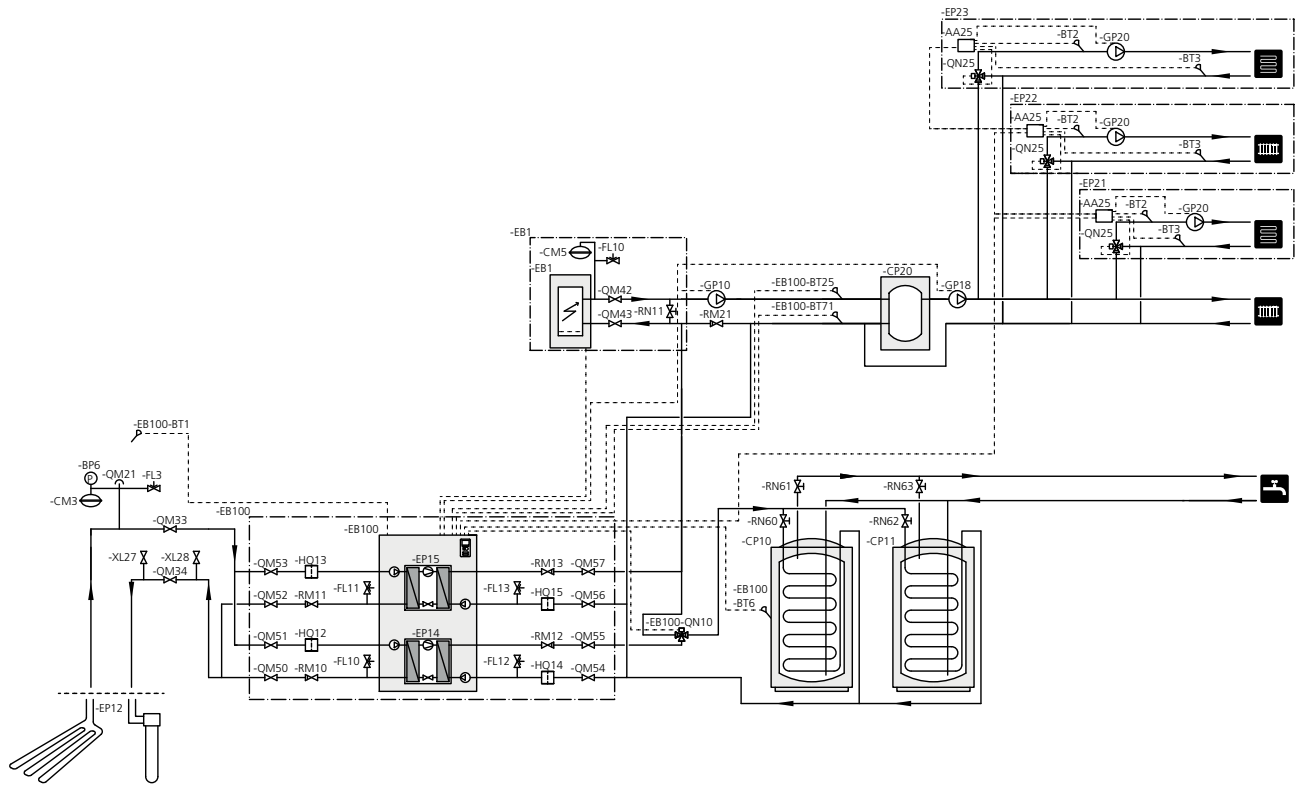 -EP23
-AA25
-BT2
-GP20
-BT3
-QN25
-EP22
-AA25
-BT2
-GP20
-BT3
-QN25
-EP21
-AA25
-BT2
-GP20
-BT3
-QN25
-EB1
-CM5
-FL10
-EB1
-QM42
-QM43
-RN11
-GP10
-RM21
-EB100-BT25
-EB100-BT71
-CP20
-GP18
-EB100-BT1
-BP6
P
-QM21
-FL3
-CM3
-QM33
-XL27
-XL28
-QM34
-EB100
-EB100
-QM53
-HQ13
-EP15
-RM13
-QM57
-FL11
-FL13
-QM52
-RM11
-HQ15
-QM56
-QM51
-HQ12
-EP14
-RM12
-QM55
-FL10
-FL12
-QM50
-RM10
-HQ14
-QM54
-EB100-QN10
-RN61
-RN63
-RN60
-RN62
-CP10
-CP11
-EB100
-BT6
-EP12